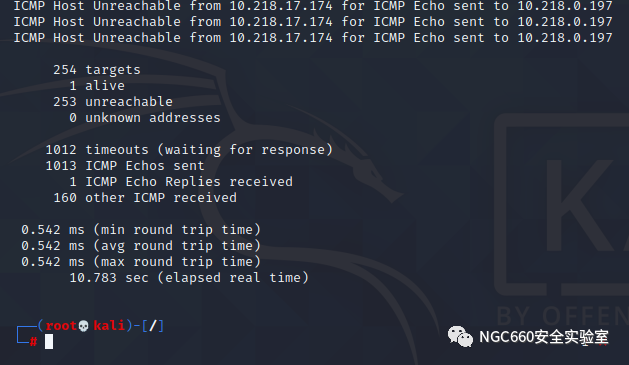 ICMP Host Unreachable from 10.218.17.174 for ICMP Echo sent to 10.218.0.197
ICMP Host Unreachable from 10.218.17.174 for ICMP Echo sent to 10.218.0.197
ICMP Host Unreachable from 10.218.17.174 for ICMP Echo sent to 10.218.0.197
254 targets
1 alive
253 unreachable
0 unknown addresses
1012 timeouts (waiting for response)
1013 ICMP Echos sent
1 ICMP Echo Replies received
160 other ICMP received
0.542 ms (min round trip time)
0.542 ms (avg round trip time)
0.542 ms (max round trip time)
10.783 sec (elapsed real time)
KA
BY OFFEN
┌──(root💀kali)-[/]
└─#
NGC660安全实验室